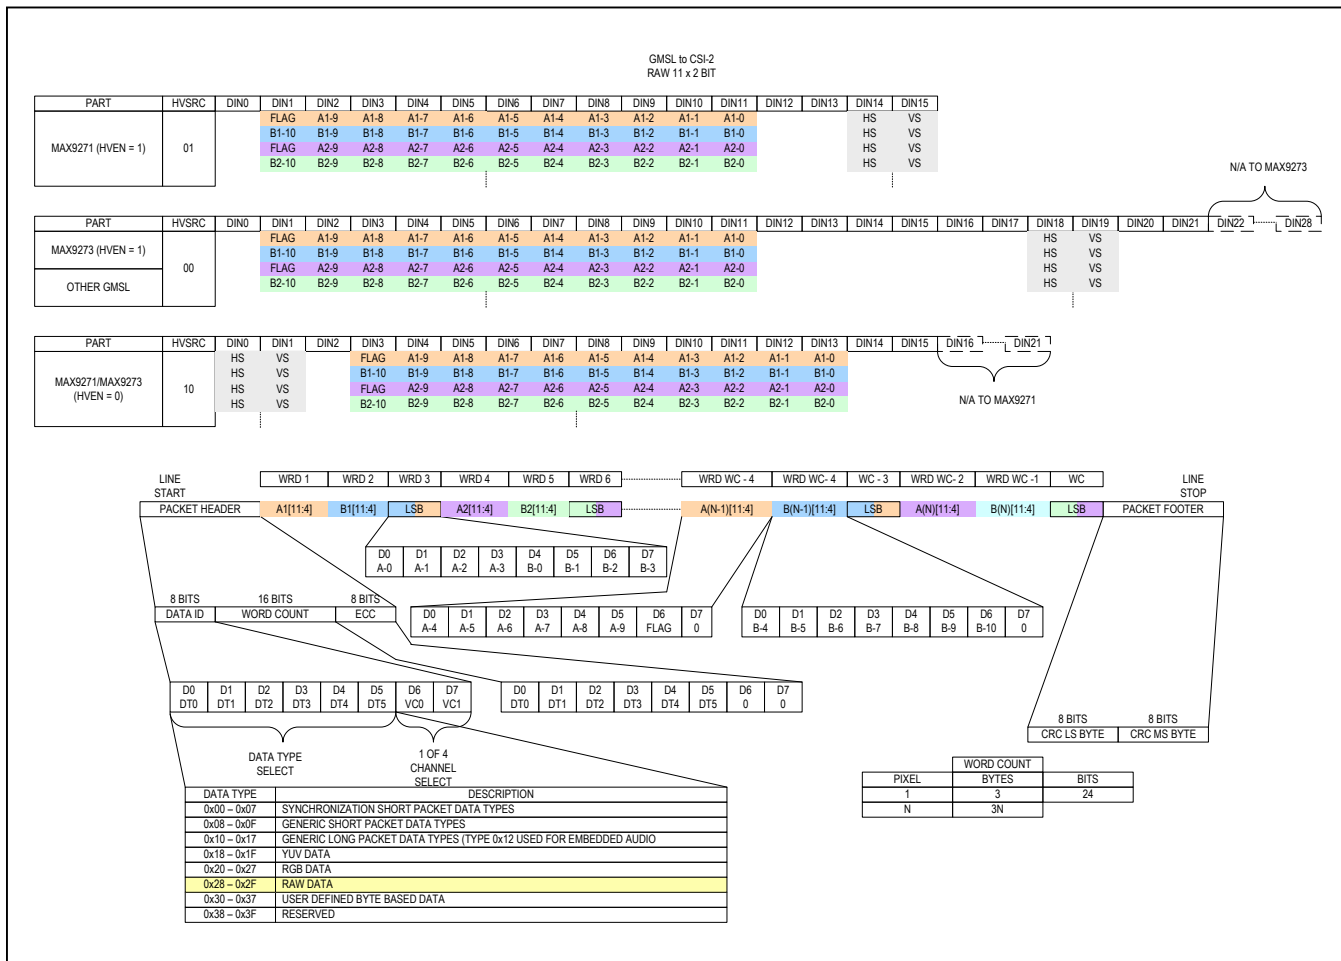 GMSL to CSI-2
RAW 11 x 2 BIT
PART HVSRC DIN0 DIN1 DIN2 DIN3 DIN4 DIN5 DIN6 DIN7 DIN8 DIN9 DIN10 DIN11 DIN12 DIN13 DIN14 DIN15
FLAG A1-9 A1-8 A1-7 A1-6 A1-5 A1-4 A1-3 A1-2 A1-1 A1-0 HS VS
B1-10 B1-9 B1-8 B1-7 B1-6 B1-5 B1-4 B1-3 B1-2 B1-1 B1-0 HS VS
MAX9271 (HVEN = 1) 01
FLAG A2-9 A2-8 A2-7 A2-6 A2-5 A2-4 A2-3 A2-2 A2-1 A2-0 HS VS
B2-10 B2-9 B2-8 B2-7 B2-6 B2-5 B2-4 B2-3 B2-2 B2-1 B2-0 HS VS
N/A TO MAX9273
PART HVSRC DIN0 DIN1 DIN2 DIN3 DIN4 DIN5 DIN6 DIN7 DIN8 DIN9 DIN10 DIN11 DIN12 DIN13 DIN14 DIN15 DIN16 DIN17 DIN18 DIN19 DIN20 DIN21 DIN22 DIN28
FLAG A1-9 A1-8 A1-7 A1-6 A1-5 A1-4 A1-3 A1-2 A1-1 A1-0 HS VS
MAX9273 (HVEN = 1) B1-10 B1-9 B1-8 B1-7 B1-6 B1-5 B1-4 B1-3 B1-2 B1-1 B1-0 HS VS
00 FLAG A2-9 A2-8 A2-7 A2-6 A2-5 A2-4 A2-3 A2-2 A2-1 A2-0 HS VS
OTHER GMSL B2-10 B2-9 B2-8 B2-7 B2-6 B2-5 B2-4 B2-3 B2-2 B2-1 B2-0 HS VS
PART HVSRC DIN0 DIN1 DIN2 DIN3 DIN4 DIN5 DIN6 DIN7 DIN8 DIN9 DIN10 DIN11 DIN12 DIN13 DIN14 DIN15 DIN16 DIN21
HS VS FLAG A1-9 A1-8 A1-7 A1-6 A1-5 A1-4 A1-3 A1-2 A1-1 A1-0
HS VS B1-10 B1-9 B1-8 B1-7 B1-6 B1-5 B1-4 B1-3 B1-2 B1-1 B1-0
MAX9271/MAX9273
(HVEN = 0) 10
HS VS FLAG A2-9 A2-8 A2-7 A2-6 A2-5 A2-4 A2-3 A2-2 A2-1 A2-0
HS VS B2-10 B2-9 B2-8 B2-7 B2-6 B2-5 B2-4 B2-3 B2-2 B2-1 B2-0
N/A TO MAX9271
WRD 1 WRD 2 WRD 3 WRD 4 WRD 5 WRD 6 WRD WC - 4 WRD WC- 4 WC - 3 WRD WC- 2 WRD WC -1 WC
LINE
START
LINE
STOP
PACKET HEADER A1[11:4] B1[11:4] LSB A2[11:4] B2[11:4] LSB A(N-1)[11:4] B(N-1)[11:4] LSB A(N)[11:4] B(N)[11:4] LSB PACKET FOOTER
D0 D1 D2 D3 D4 D5 D6 D7
A-0 A-1 A-2 A-3 B-0 B-1 B-2 B-3
8 BITS 16 BITS 8 BITS
DATA ID WORD COUNT ECC
D0 D1 D2 D3 D4 D5 D6 D7
A-4 A-5 A-6 A-7 A-8 A-9 FLAG 0
D0 D1 D2 D3 D4 D5 D6 D7
B-4 B-5 B-6 B-7 B-8 B-9 B-10 0
D0 D1 D2 D3 D4 D5 D6 D7
DT0 DT1 DT2 DT3 DT4 DT5 VC0 VC1
D0 D1 D2 D3 D4 D5 D6 D7
DT0 DT1 DT2 DT3 DT4 DT5 0 0
8 BITS 8 BITS
CRC LS BYTE CRC MS BYTE
DATA TYPE
SELECT
1 OF 4
CHANNEL
SELECT
WORD COUNT
PIXEL BYTES BITS
1 3 24
N 3N
DATA TYPE DESCRIPTION
0x00 – 0x07 SYNCHRONIZATION SHORT PACKET DATA TYPES
0x08 – 0x0F GENERIC SHORT PACKET DATA TYPES
0x10 – 0x17 GENERIC LONG PACKET DATA TYPES (TYPE 0x12 USED FOR EMBEDDED AUDIO
0x18 – 0x1F YUV DATA
0x20 – 0x27 RGB DATA
0x28 – 0x2F RAW DATA
0x30 – 0x37 USER DEFINED BYTE BASED DATA
0x38 – 0x3F RESERVED